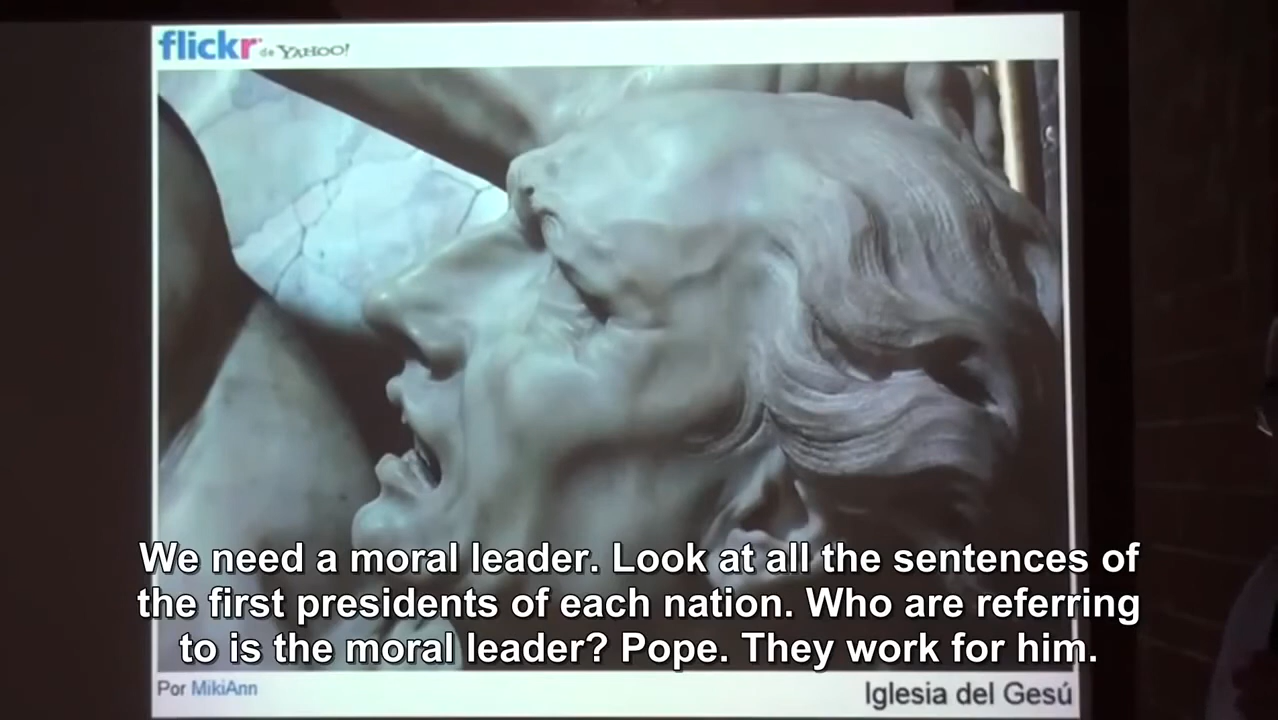 flickr de YAHOO!
We need a moral leader. Look at all the sentences of
the first presidents of each nation. Who are referring
to is the moral leader? Pope. They work for him.
Por MikiAnn
Iglesia del Gesú